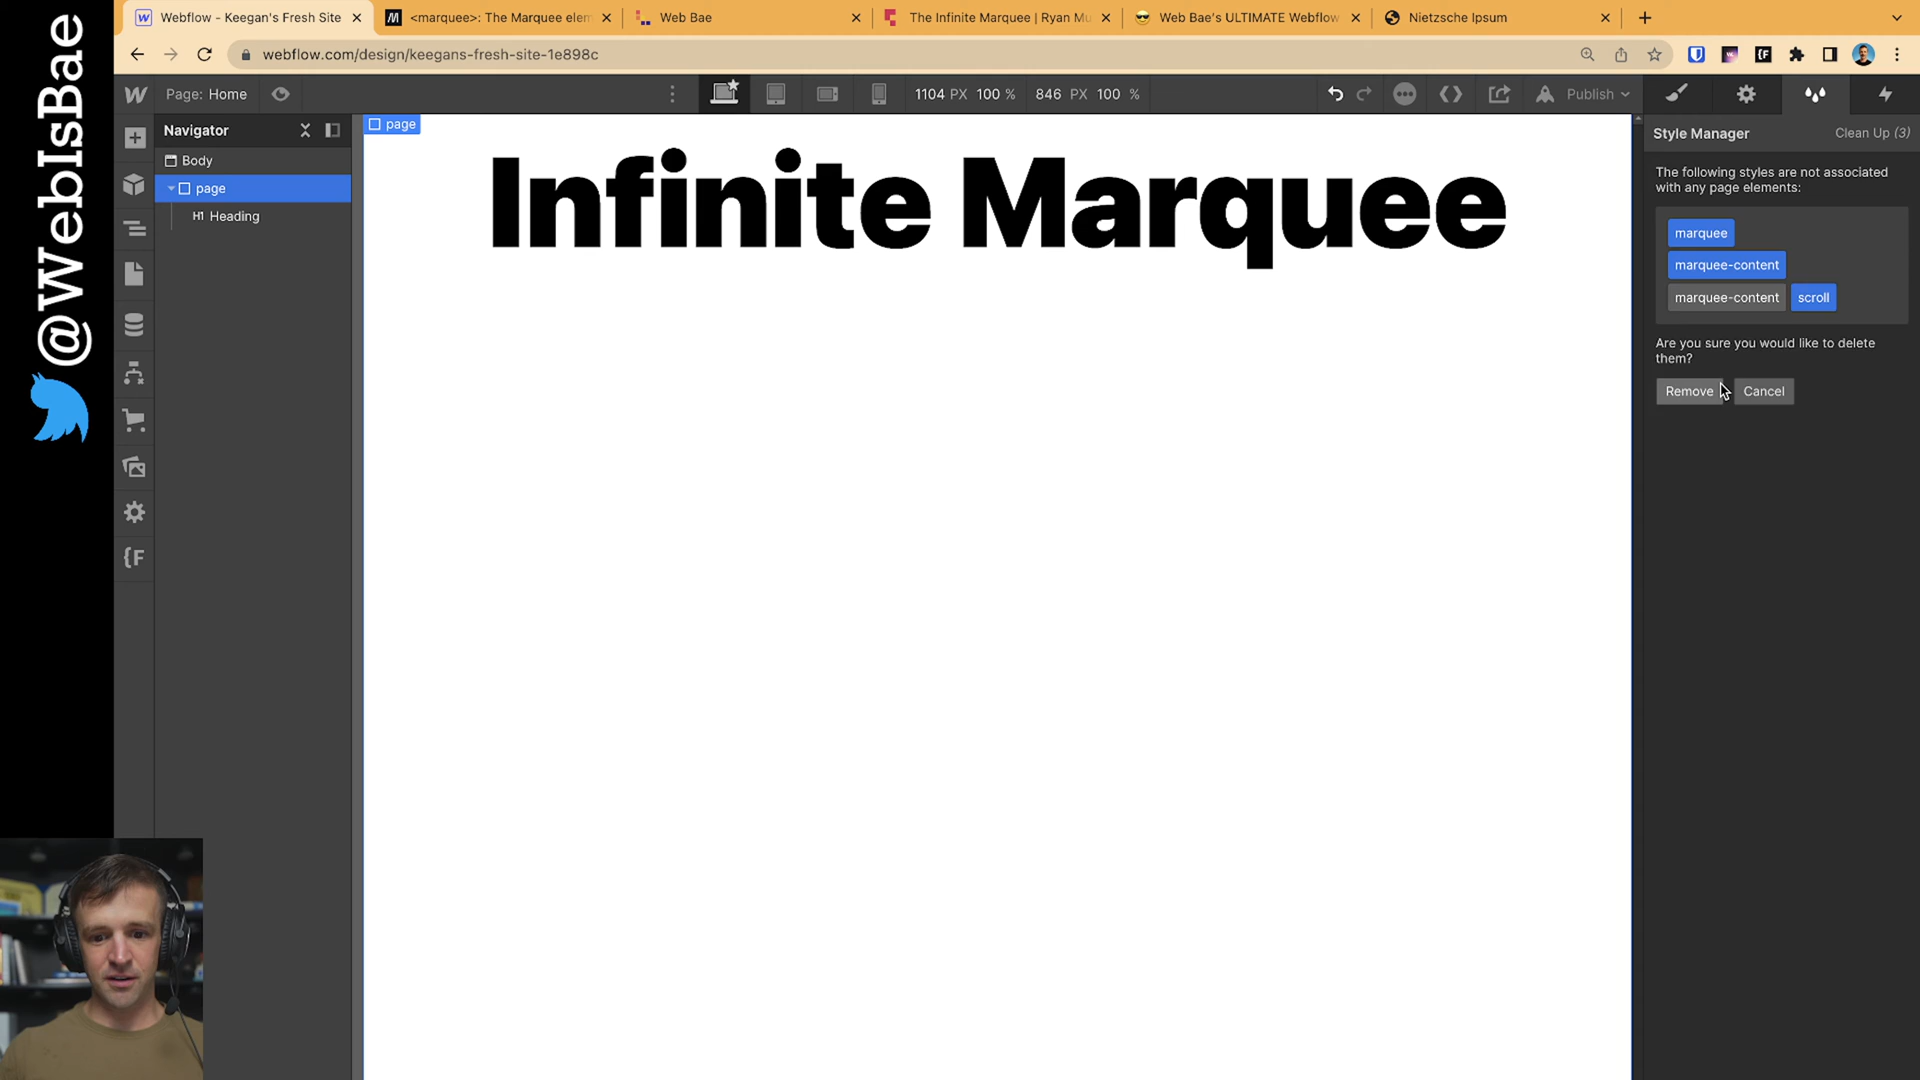 @WebIsBae
Webflow - Keegan's Fresh Site
<marquee>: The Marquee elem
Web Bae
The Infinite Marquee | Ryan Mu
Web Bae's ULTIMATE Webflow
Nietzsche Ipsum
webflow.com/design/keegans-fresh-site-1e898c
Page: Home
1104 PX 100 % 846 PX 100 %
Publish
Navigator
Body
page
H1 Heading
page
Infinite Marquee
Style Manager
Clean Up (3)
The following styles are not associated
with any page elements:
marquee
marquee-content
marquee-content scroll
Are you sure you would like to delete
them?
Remove Cancel